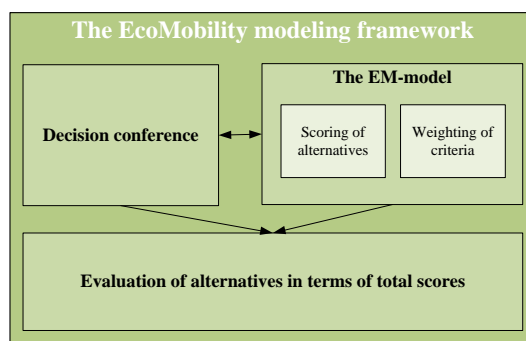 The EcoMobility modeling framework
Decision conference
The EM-model
Scoring of
alternatives
Weighting of
criteria
Evaluation of alternatives in terms of total scores